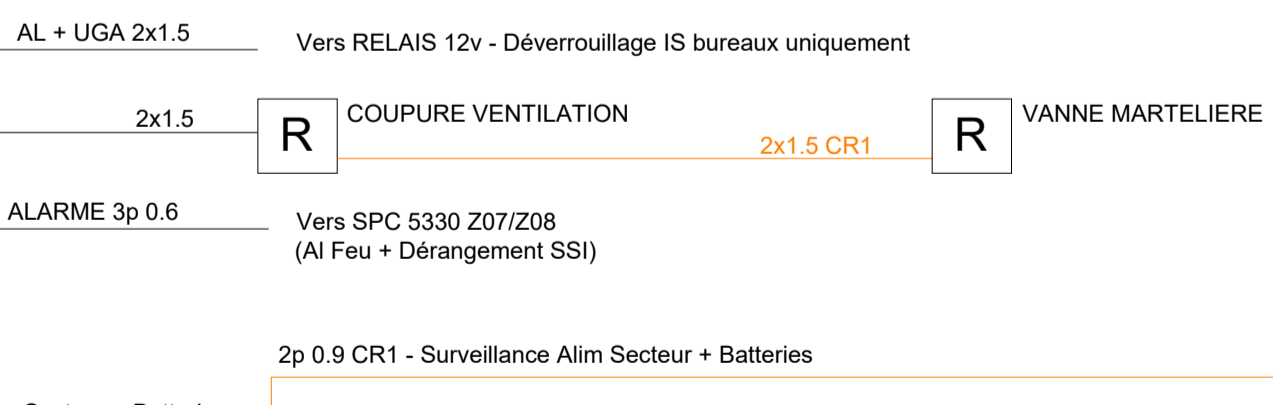 AL + UGA 2x1.5
Vers RELAIS 12v - Déverrouillage IS bureaux uniquement
2x1.5
R
COUPURE VENTILATION
2x1.5 CR1
R
VANNE MARTELIERE
ALARME 3p 0.6
Vers SPC 5330 Z07/Z08
(Al Feu + Dérangement SSI)
2p 0.9 CR1 - Surveillance Alim Secteur + Batteries